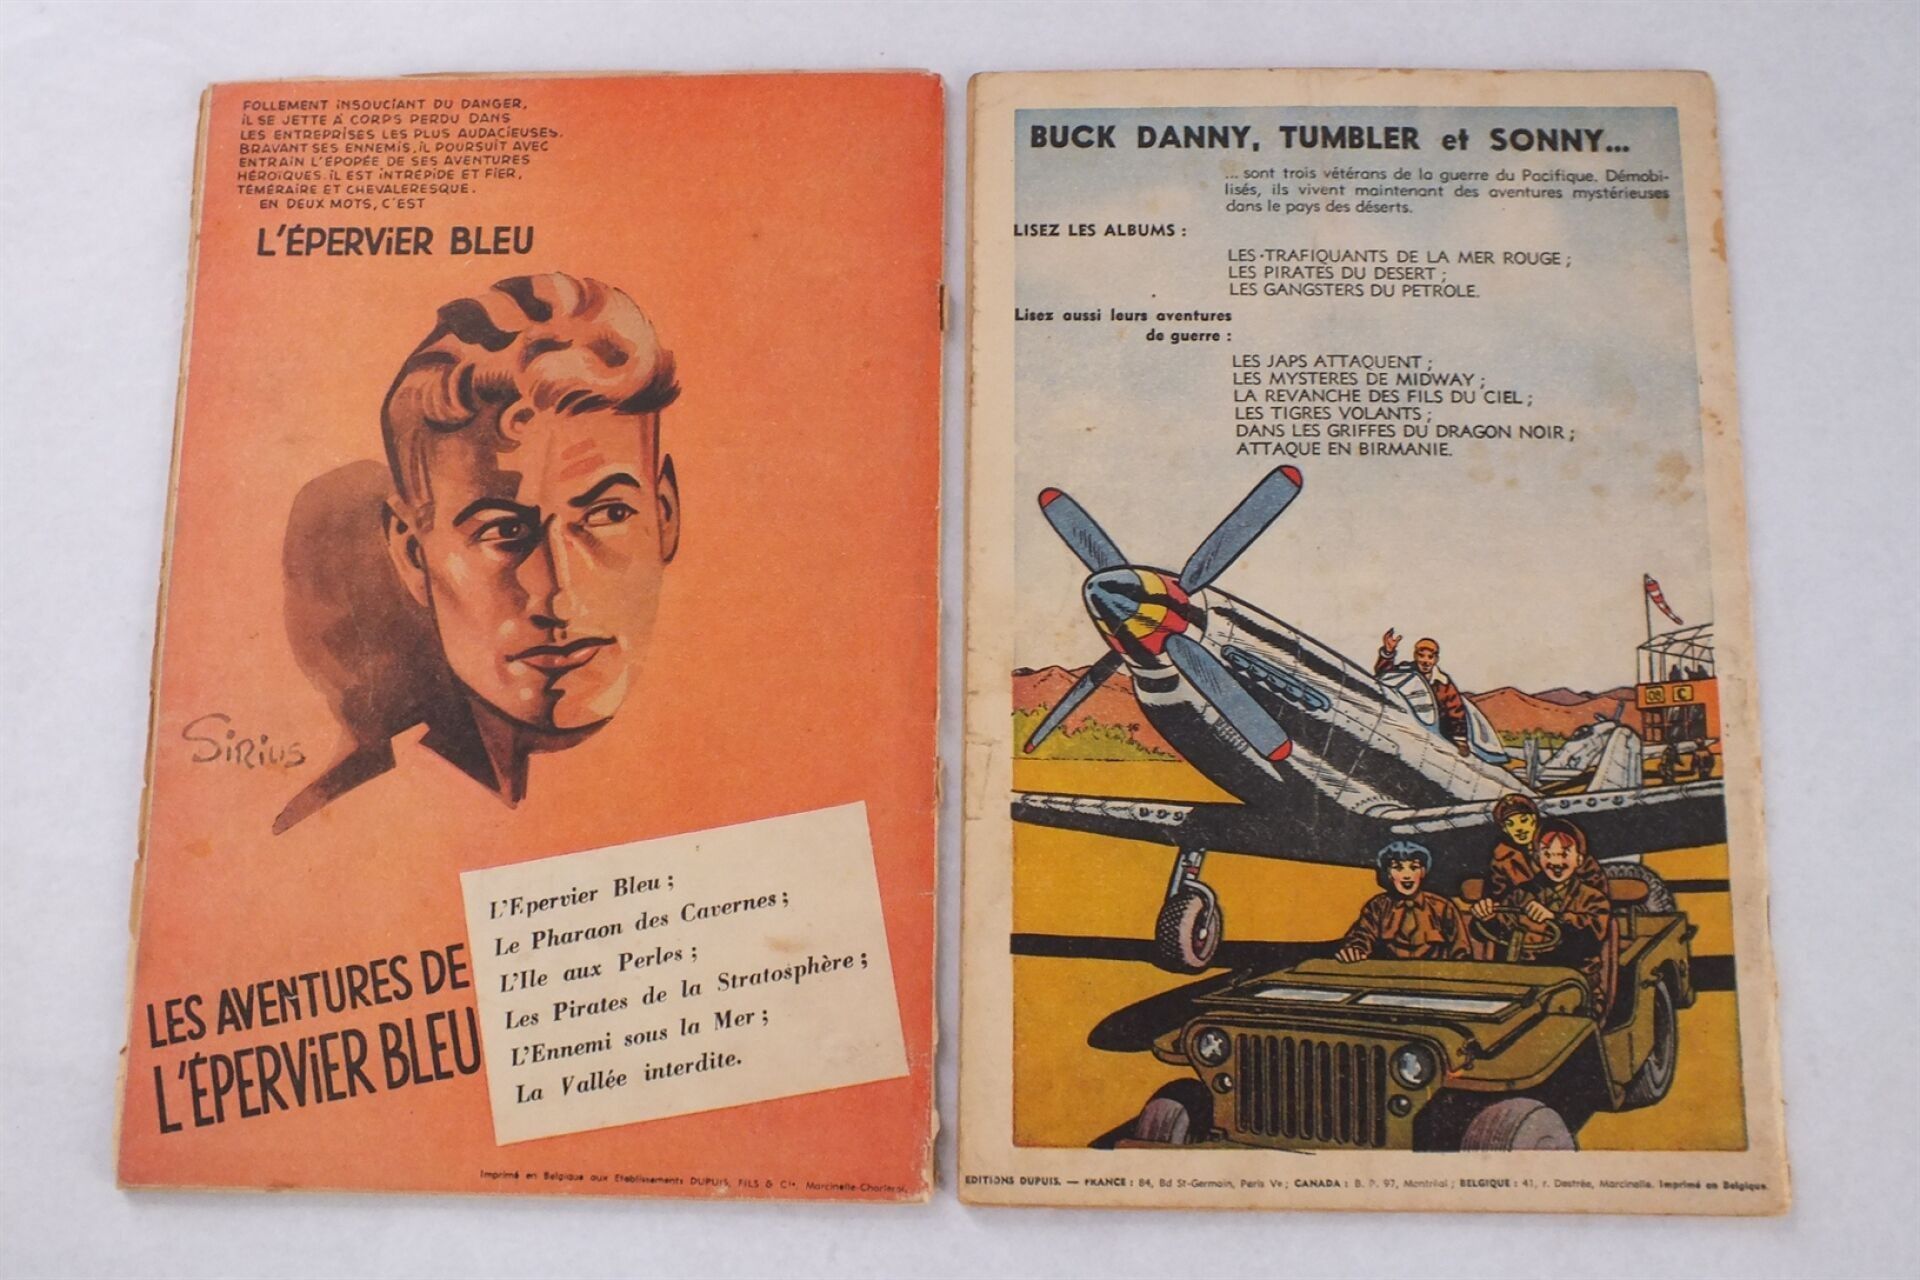 FOLLEMENT INSOUCIANT DU DANGER,
IL SE JETTE À CORPS PERDU DANS
LES ENTREPRISES LES PLUS AUDACIEUSES.
BRAVANT SES ENNEMIS, IL POURSUIT AVEC
ENTRAIN L'ÉPOPÉE DE SES AVENTURES
HÉROÏQUES. IL EST INTRÉPIDE ET FIER,
TÉMÉRAIRE ET CHEVALERESQUE.
EN DEUX MOTS, C'EST
L'ÉPERVIER BLEU
SIRIUS
LES AVENTURES DE
L'ÉPERVIER BLEU
L'Epervier Bleu ;
Le Pharaon des Cavernes ;
L'Ile aux Perles ;
Les Pirates de la Stratosphère ;
L'Ennemi sous la Mer ;
La Vallée interdite.
Imprimé en Belgique aux Etablissements DUPUIS, FILS & Cie, Marcinelle-Charleroi.
BUCK DANNY, TUMBLER et SONNY...
... sont trois vétérans de la guerre du Pacifique. Démobi-
lisés, ils vivent maintenant des aventures mystérieuses
dans le pays des déserts.
LISEZ LES ALBUMS :
LES TRAFIQUANTS DE LA MER ROUGE ;
LES PIRATES DU DESERT ;
LES GANGSTERS DU PETROLE.
Lisez aussi leurs aventures
de guerre :
LES JAPS ATTAQUENT ;
LES MYSTERES DE MIDWAY ;
LA REVANCHE DES FILS DU CIEL ;
LES TIGRES VOLANTS ;
DANS LES GRIFFES DU DRAGON NOIR ;
ATTAQUE EN BIRMANIE.
C
EDITIONS DUPUIS. — FRANCE : 84, Bd St-Germain, Paris Ve ; CANADA : B. P. 97, Montréal ; BELGIQUE : 41, r. Destrée, Marcinelle. Imprimé en Belgique.